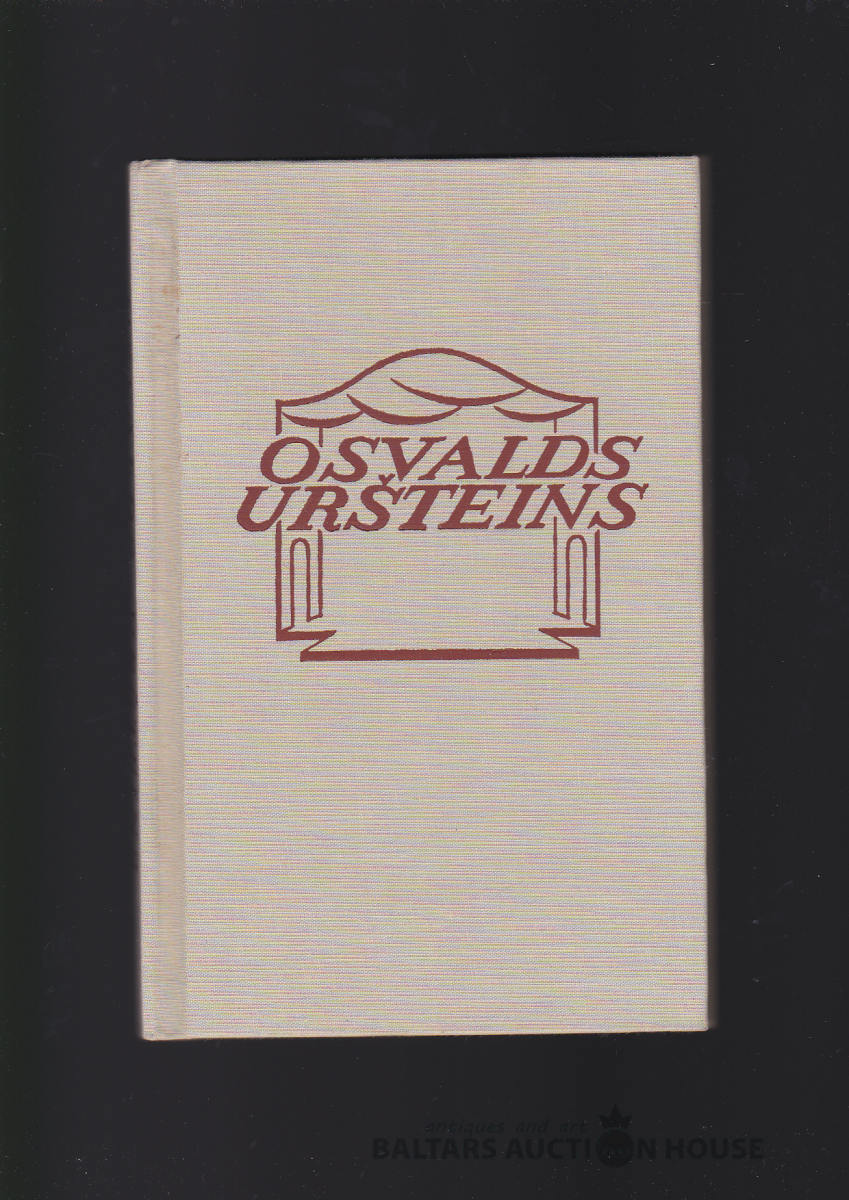 OSVALDS
URŠTEINS
antiques and art
BALTARS AUCTION HOUSE